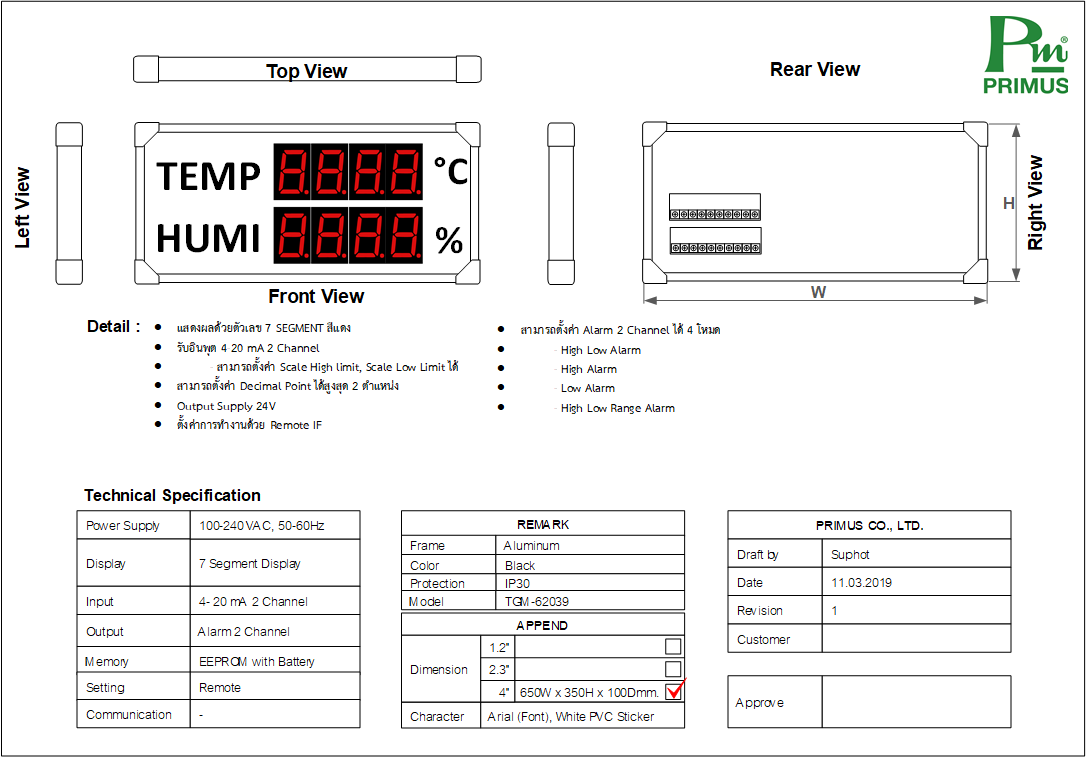 Pm®
PRIMUS
Top View
Rear View
Left View
TEMP 8.8.8.8. °C
HUMI 8.8.8.8. %
H
Right View
W
Front View
Detail :
● แสดงผลด้วยตัวเลข 7 SEGMENT สีแดง
● รับอินพุต 4-20 mA 2 Channel
● - สามารถตั้งค่า Scale High limit, Scale Low Limit ได้
● สามารถตั้งค่า Decimal Point ได้สูงสุด 2 ตำแหน่ง
● Output Supply 24V
● ตั้งค่าการทำงานด้วย Remote IF
● สามารถตั้งค่า Alarm 2 Channel ได้ 4 โหมด
● - High Low Alarm
● - High Alarm
● - Low Alarm
● - High Low Range Alarm
Technical Specification
Power Supply 100-240 VAC, 50-60Hz
Display 7 Segment Display
Input 4- 20 mA 2 Channel
Output Alarm 2 Channel
Memory EEPROM with Battery
Setting Remote
Communication -
REMARK
Frame Aluminum
Color Black
Protection IP30
Model TGM-62039
APPEND
Dimension
1.2"
2.3"
4" 650W x 350H x 100Dmm.
Character Arial (Font), White PVC Sticker
PRIMUS CO., LTD.
Draft by Suphot
Date 11.03.2019
Revision 1
Customer
Approve